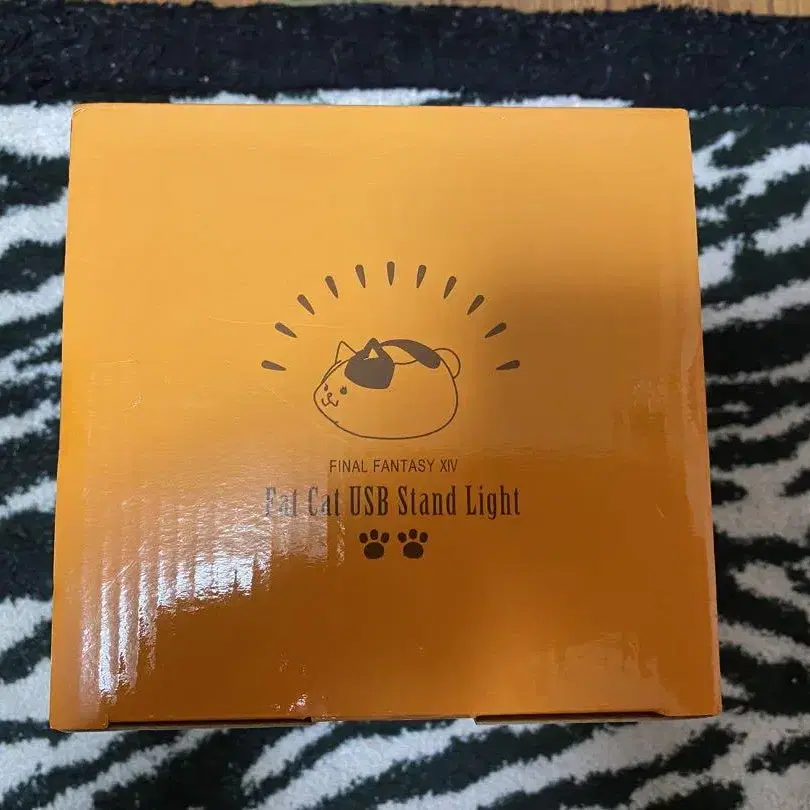 FINAL FANTASY XIV
Fat Cat USB Stand Light